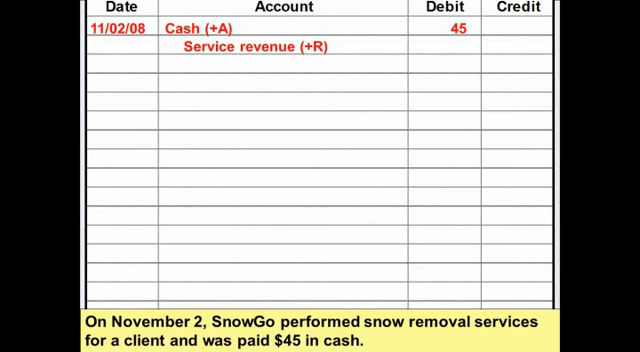 Date Account Debit Credit
11/02/08 Cash (+A) 45
Service revenue (+R)
On November 2, SnowGo performed snow removal services
for a client and was paid $45 in cash.